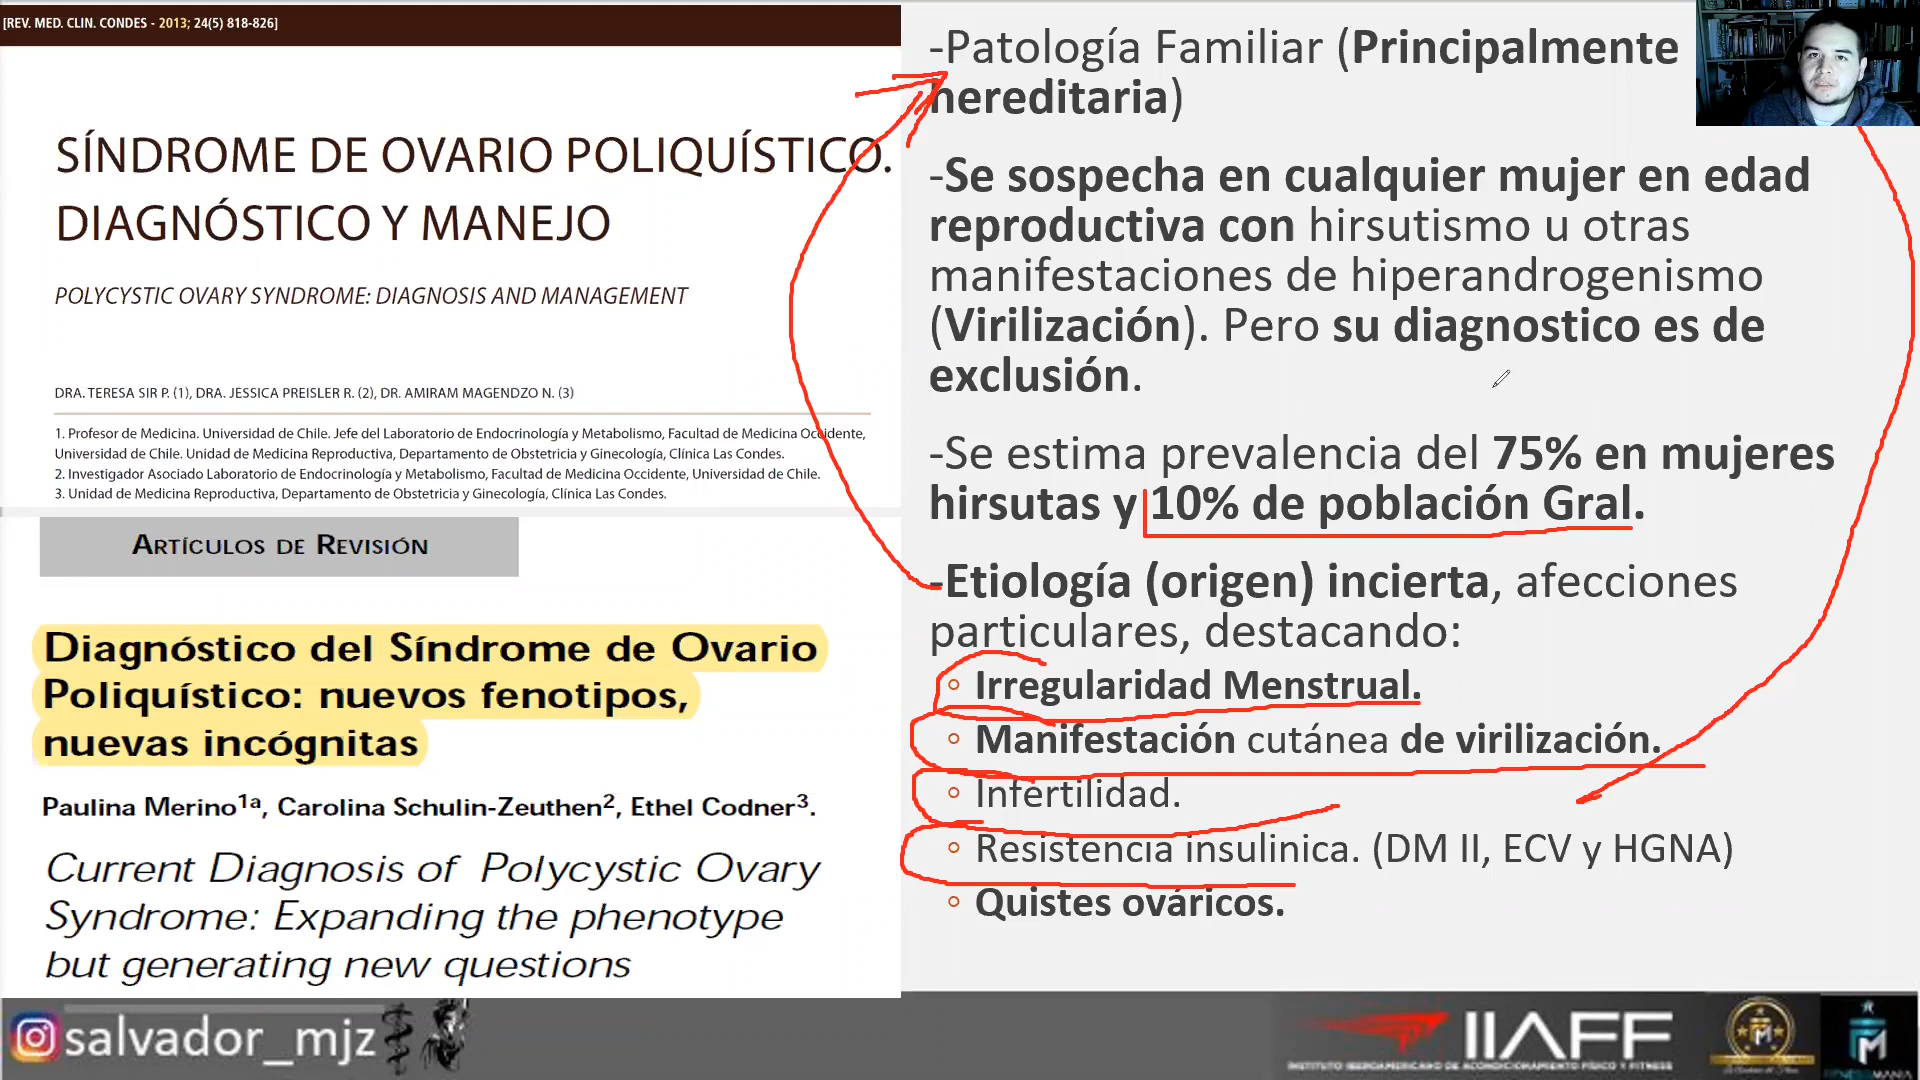 [REV. MED. CLIN. CONDES - 2013; 24(5) 818-826]
SÍNDROME DE OVARIO POLIQUÍSTICO.
DIAGNÓSTICO Y MANEJO
POLYCYSTIC OVARY SYNDROME: DIAGNOSIS AND MANAGEMENT
DRA. TERESA SIR P. (1), DRA. JESSICA PREISLER R. (2), DR. AMIRAM MAGENDZO N. (3)
1. Profesor de Medicina. Universidad de Chile. Jefe del Laboratorio de Endocrinología y Metabolismo, Facultad de Medicina Occidente,
Universidad de Chile. Unidad de Medicina Reproductiva, Departamento de Obstetricia y Ginecología, Clínica Las Condes.
2. Investigador Asociado Laboratorio de Endocrinología y Metabolismo, Facultad de Medicina Occidente, Universidad de Chile.
3. Unidad de Medicina Reproductiva, Departamento de Obstetricia y Ginecología, Clínica Las Condes.
ARTÍCULOS DE REVISIÓN
Diagnóstico del Síndrome de Ovario
Poliquístico: nuevos fenotipos,
nuevas incógnitas
Paulina Merino1a, Carolina Schulin-Zeuthen2, Ethel Codner3.
Current Diagnosis of Polycystic Ovary
Syndrome: Expanding the phenotype
but generating new questions
-Patología Familiar (Principalmente
hereditaria)
-Se sospecha en cualquier mujer en edad
reproductiva con hirsutismo u otras
manifestaciones de hiperandrogenismo
(Virilización). Pero su diagnostico es de
exclusión.
-Se estima prevalencia del 75% en mujeres
hirsutas y 10% de población Gral.
-Etiología (origen) incierta, afecciones
particulares, destacando:
Irregularidad Menstrual.
Manifestación cutánea de virilización.
Infertilidad.
Resistencia insulinica. (DM II, ECV y HGNA)
Quistes ováricos.
salvador_mjz
IIAFF
INSTITUTO IBEROAMERICANO DE ACONDICIONAMIENTO FÍSICO Y FITNESS